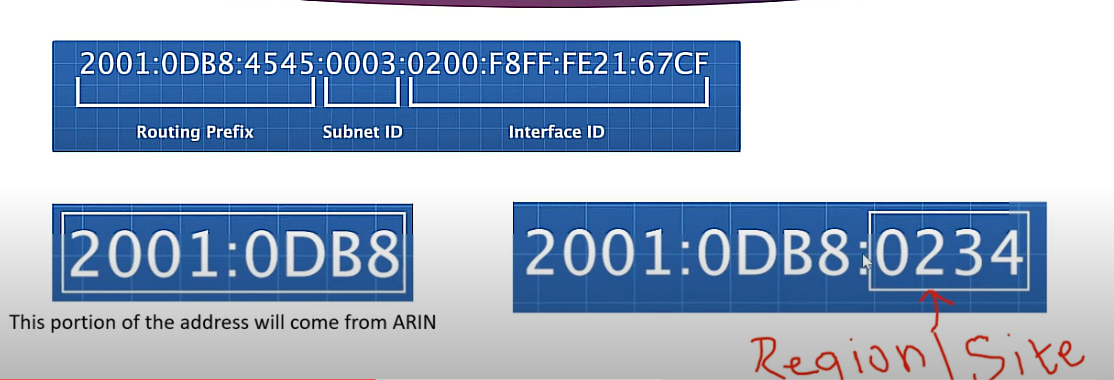 2001:0DB8:4545:0003:0200:F8FF:FE21:67CF
Routing Prefix Subnet ID Interface ID
2001:0DB8
This portion of the address will come from ARIN
2001:0DB8:0234
Region\Site